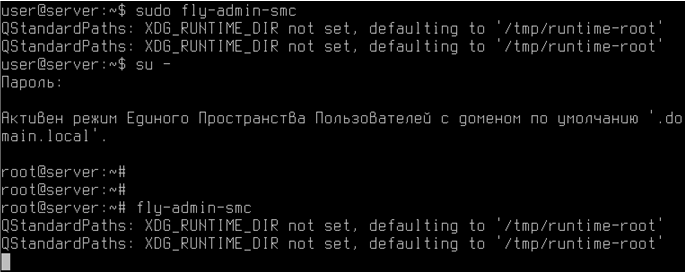 user@server:~$ sudo fly-admin-smc
QStandardPaths: XDG_RUNTIME_DIR not set, defaulting to '/tmp/runtime-root'
QStandardPaths: XDG_RUNTIME_DIR not set, defaulting to '/tmp/runtime-root'
user@server:~$ su -
Пароль:
Активен режим Единого Пространства Пользователей с доменом по умолчанию '.do
main.local'.
root@server:~#
root@server:~#
root@server:~# fly-admin-smc
QStandardPaths: XDG_RUNTIME_DIR not set, defaulting to '/tmp/runtime-root'
QStandardPaths: XDG_RUNTIME_DIR not set, defaulting to '/tmp/runtime-root'